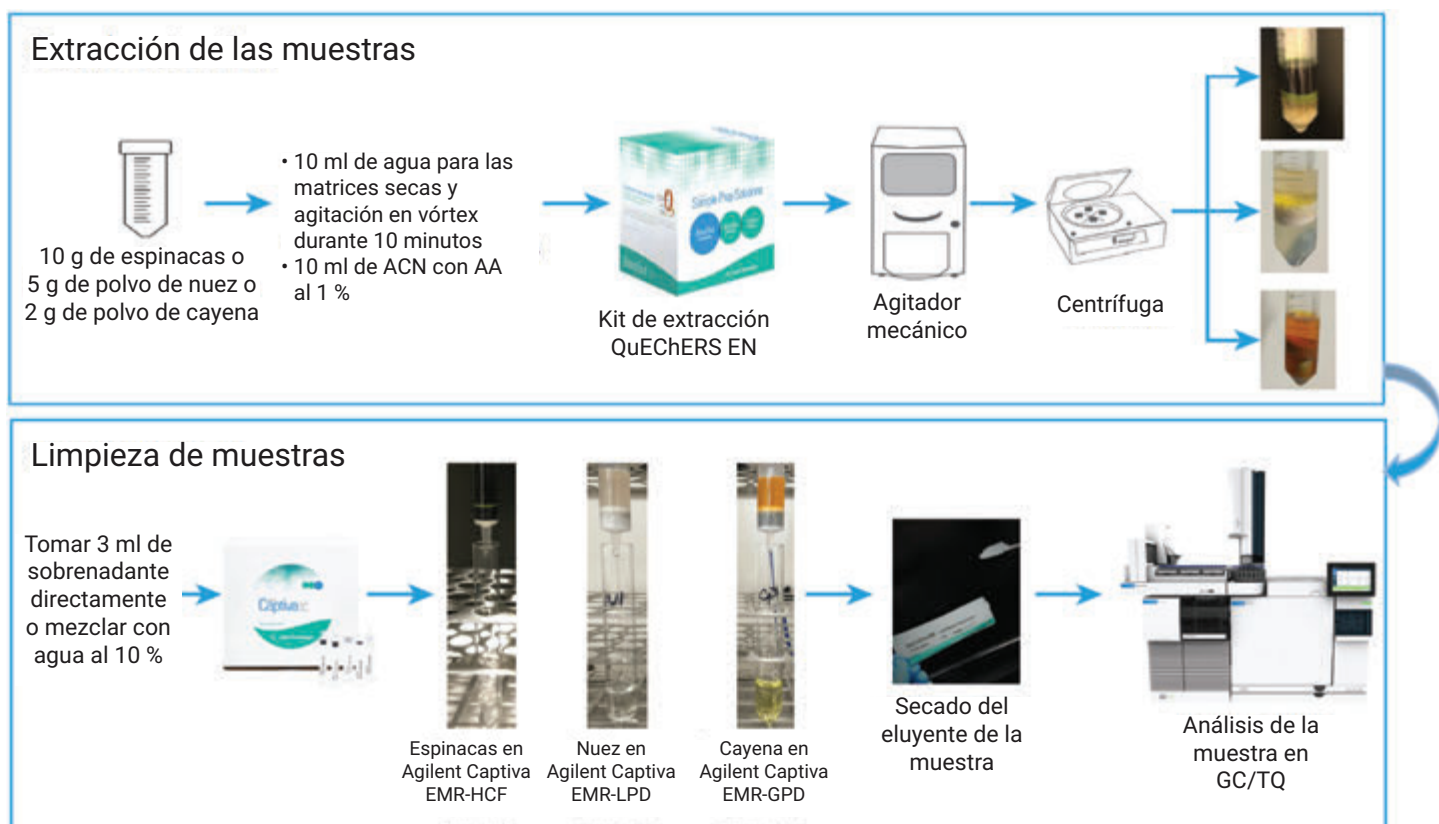 Extracción de las muestras
10 g de espinacas o
5 g de polvo de nuez o
2 g de polvo de cayena
• 10 ml de agua para las
matrices secas y
agitación en vórtex
durante 10 minutos
• 10 ml de ACN con AA
al 1 %
Sample Prep Solutions
Kit de extracción
QuEChERS EN
Agitador
mecánico
Centrífuga
Limpieza de muestras
Tomar 3 ml de
sobrenadante
directamente
o mezclar con
agua al 10 %
Captiva
Espinacas en
Agilent Captiva
EMR-HCF
Nuez en
Agilent Captiva
EMR-LPD
Cayena en
Agilent Captiva
EMR-GPD
Secado del
eluyente de la
muestra
Análisis de la
muestra en
GC/TQ